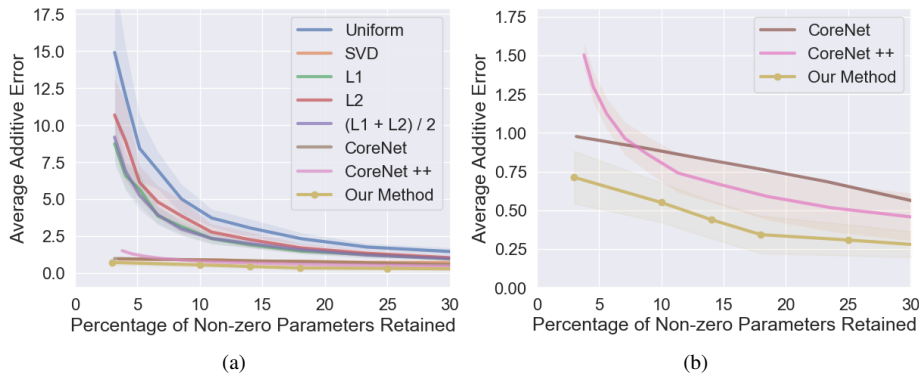 17.5
15.0
12.5
10.0
7.5
5.0
2.5
0.0
Average Additive Error
Uniform
SVD
L1
L2
(L1 + L2) / 2
CoreNet
CoreNet ++
Our Method
0 5 10 15 20 25 30
Percentage of Non-zero Parameters Retained
(a)
1.75
1.50
1.25
1.00
0.75
0.50
0.25
0.00
Average Additive Error
CoreNet
CoreNet ++
Our Method
0 5 10 15 20 25 30
Percentage of Non-zero Parameters Retained
(b)